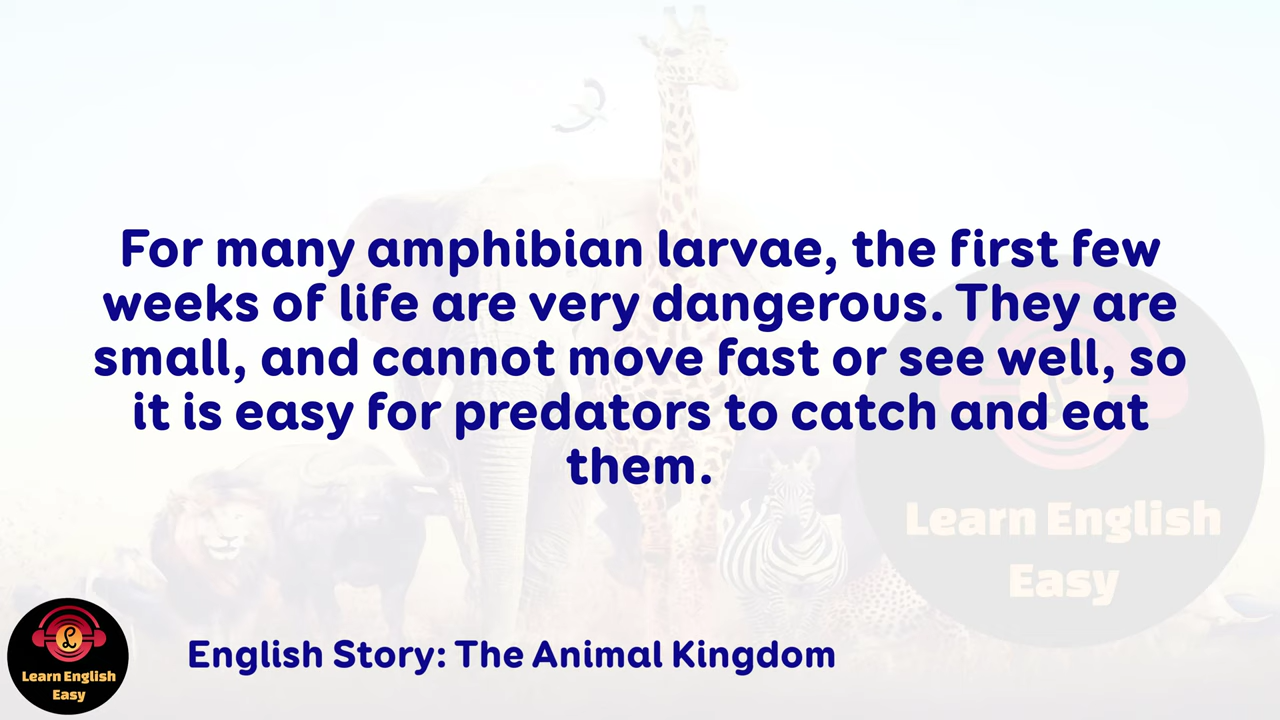 For many amphibian larvae, the first few
weeks of life are very dangerous. They are
small, and cannot move fast or see well, so
it is easy for predators to catch and eat
them.
Learn English
Easy
English Story: The Animal Kingdom
Learn English
Easy